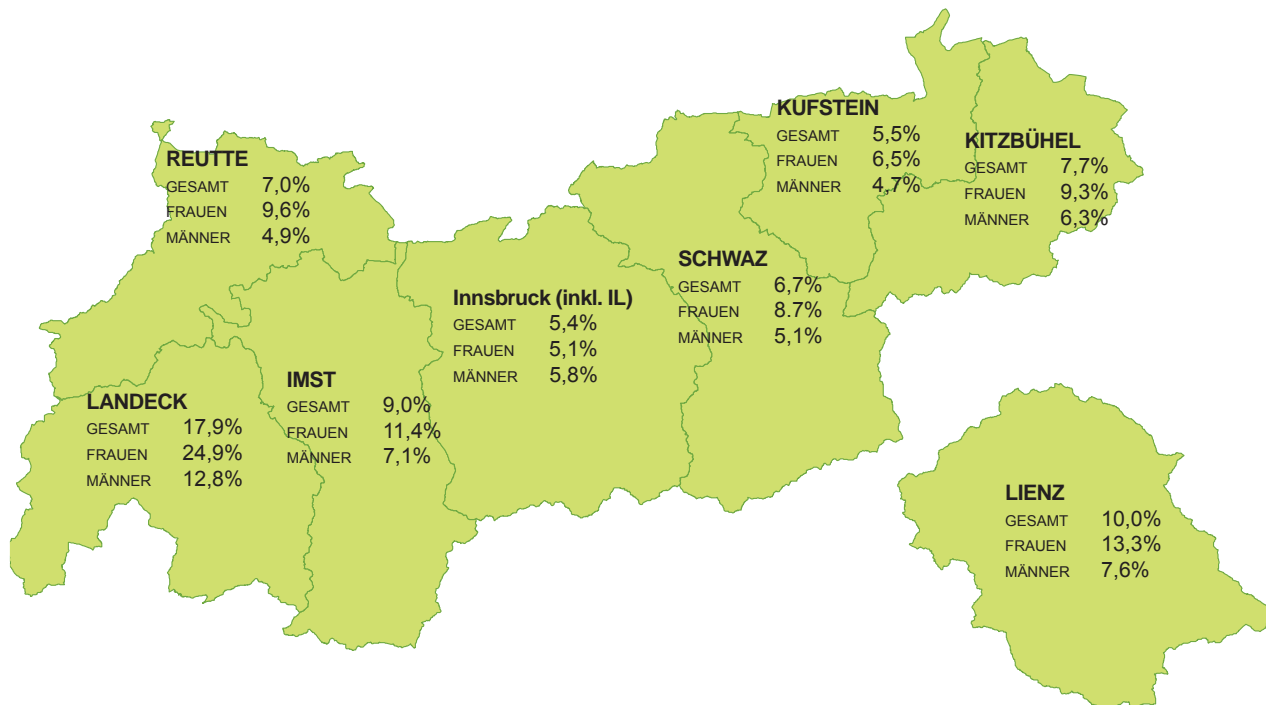 KUFSTEIN
GESAMT 5,5%
FRAUEN 6,5%
MÄNNER 4,7%
KITZBÜHEL
GESAMT 7,7%
FRAUEN 9,3%
MÄNNER 6,3%
REUTTE
GESAMT 7,0%
FRAUEN 9,6%
MÄNNER 4,9%
SCHWAZ
GESAMT 6,7%
FRAUEN 8.7%
MÄNNER 5,1%
Innsbruck (inkl. IL)
GESAMT 5,4%
FRAUEN 5,1%
MÄNNER 5,8%
IMST
GESAMT 9,0%
FRAUEN 11,4%
MÄNNER 7,1%
LANDECK
GESAMT 17,9%
FRAUEN 24,9%
MÄNNER 12,8%
LIENZ
GESAMT 10,0%
FRAUEN 13,3%
MÄNNER 7,6%